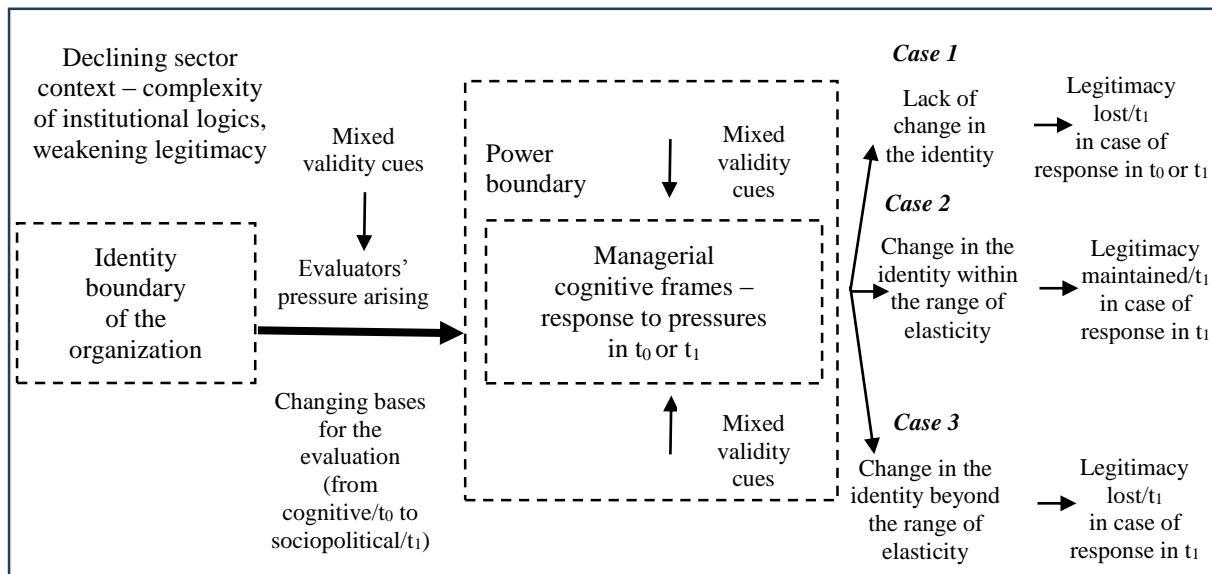 Declining sector
context – complexity
of institutional logics,
weakening legitimacy
Identity
boundary
of the
organization
Mixed
validity cues
Evaluators'
pressure arising
Changing bases
for the
evaluation
(from
cognitive/t₀ to
sociopolitical/t₁)
Power
boundary
Mixed
validity
cues
Managerial
cognitive frames –
response to pressures
in t₀ or t₁
Mixed
validity
cues
Case 1
Lack of
change in
the identity
Legitimacy
lost/t₁
in case of
response in t₀ or t₁
Case 2
Change in
the identity within
the range of
elasticity
Legitimacy
maintained/t₁
in case of
response in t₁
Case 3
Change in the
identity beyond
the range of
elasticity
Legitimacy
lost/t₁
in case of
response in t₁